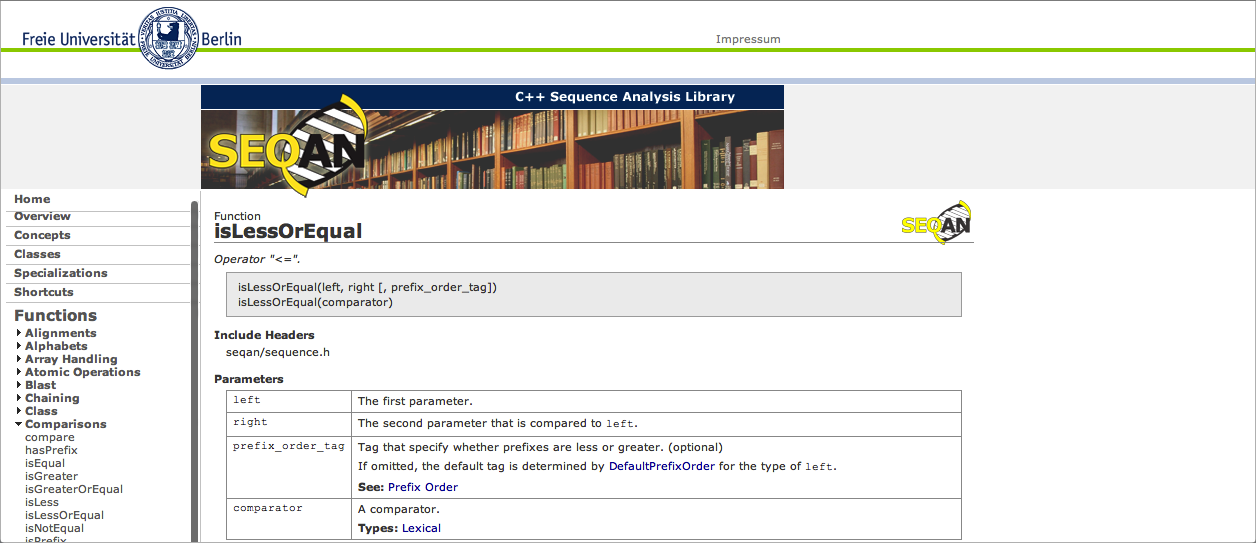 Freie Universität Berlin
Impressum
C++ Sequence Analysis Library
SEQAN
Home
Overview
Concepts
Classes
Specializations
Shortcuts
Functions
Alignments
Alphabets
Array Handling
Atomic Operations
Blast
Chaining
Class
Comparisons
compare
hasPrefix
isEqual
isGreater
isGreaterOrEqual
isLess
isLessOrEqual
isNotEqual
isPrefix
Function
isLessOrEqual
SEQAN
Operator "<=".
isLessOrEqual(left, right [, prefix_order_tag])
isLessOrEqual(comparator)
Include Headers
seqan/sequence.h
Parameters
left The first parameter.
right The second parameter that is compared to left.
prefix_order_tag Tag that specify whether prefixes are less or greater. (optional)
If omitted, the default tag is determined by DefaultPrefixOrder for the type of left.
See: Prefix Order
comparator A comparator.
Types: Lexical